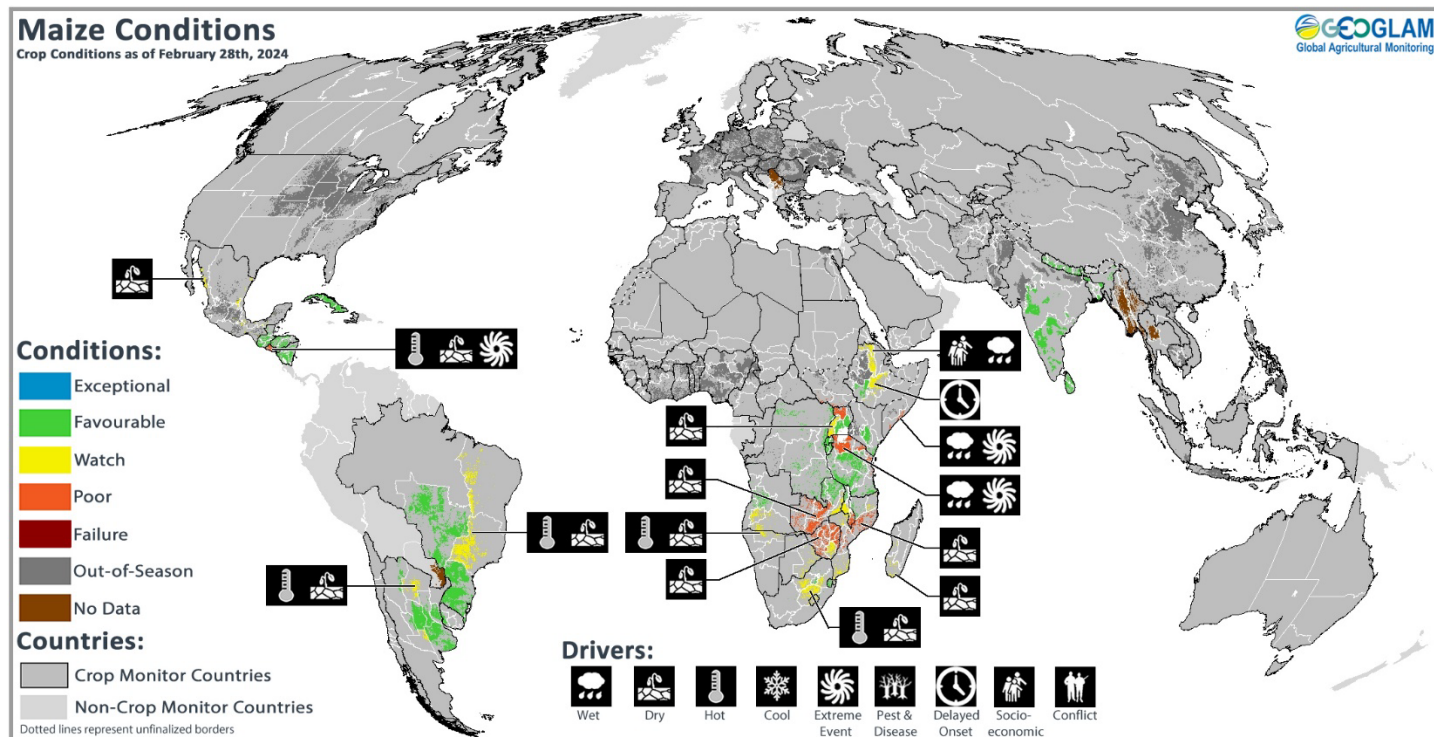 Maize Conditions
Crop Conditions as of February 28th, 2024
GEOGLAM
Global Agricultural Monitoring
Conditions:
Exceptional
Favourable
Watch
Poor
Failure
Out-of-Season
No Data
Countries:
Crop Monitor Countries
Non-Crop Monitor Countries
Dotted lines represent unfinalized borders
Drivers:
Wet
Dry
Hot
Cool
Extreme Event
Pest & Disease
Delayed Onset
Socio-economic
Conflict